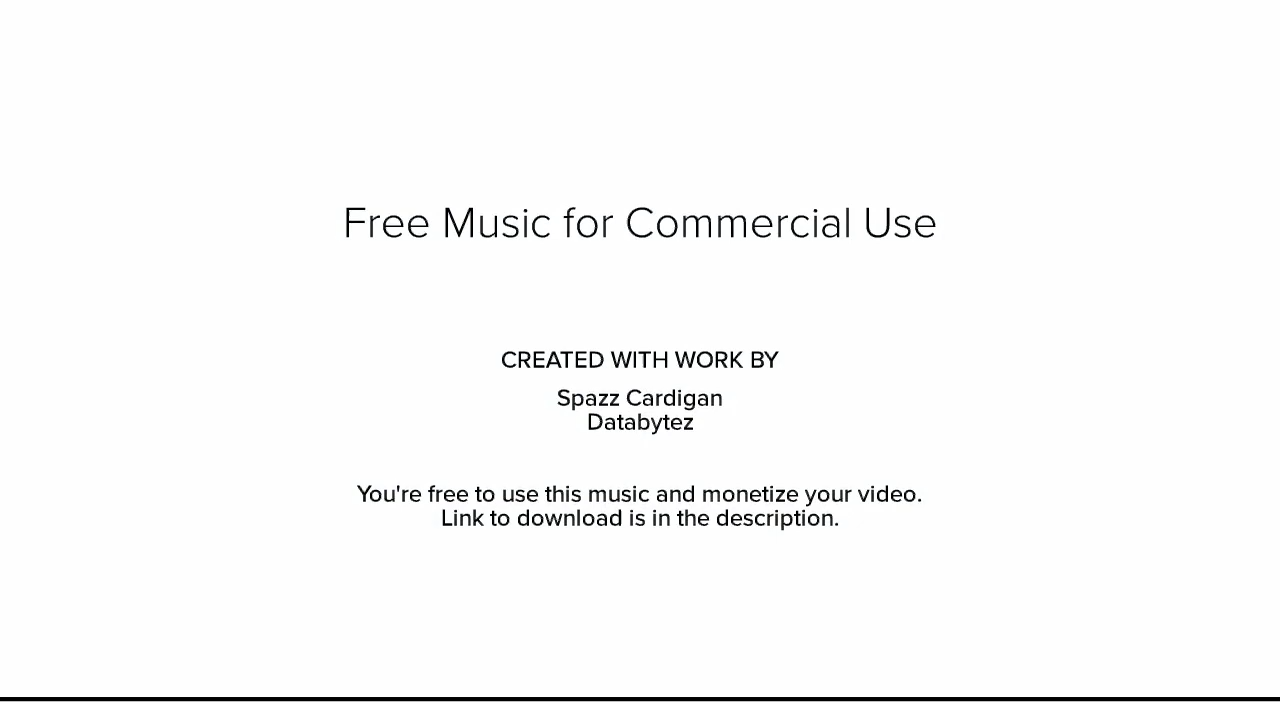 Free Music for Commercial Use
CREATED WITH WORK BY
Spazz Cardigan
Databytez
You're free to use this music and monetize your video.
Link to download is in the description.